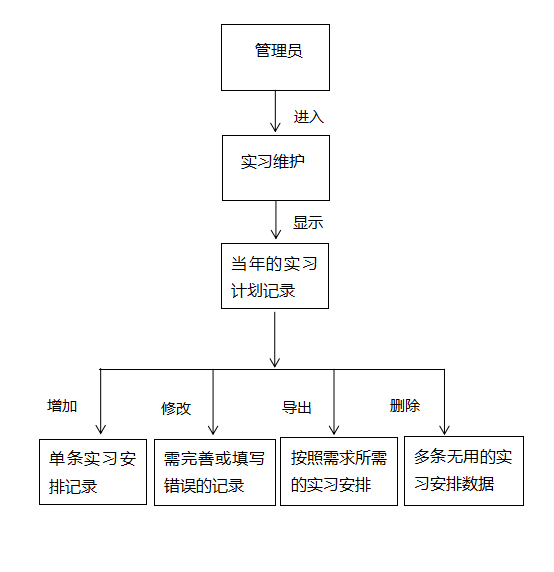 管理员
进入
实习维护
显示
当年的实习
计划记录
增加
修改
导出
删除
单条实习安
排记录
需完善或填写
错误的记录
按照需求所需
的实习安排
多条无用的实
习安排数据